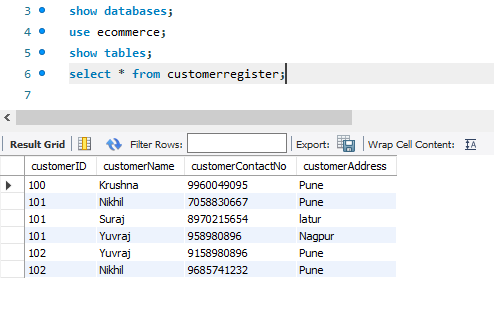 3 show databases;
4 use ecommerce;
5 show tables;
6 select * from customerregister;
7
Result Grid Filter Rows: Export: Wrap Cell Content: IA
customerID customerName customerContactNo customerAddress
100 Krushna 9960049095 Pune
101 Nikhil 7058830667 Pune
101 Suraj 8970215654 latur
101 Yuvraj 958980896 Nagpur
102 Yuvraj 9158980896 Pune
102 Nikhil 9685741232 Pune